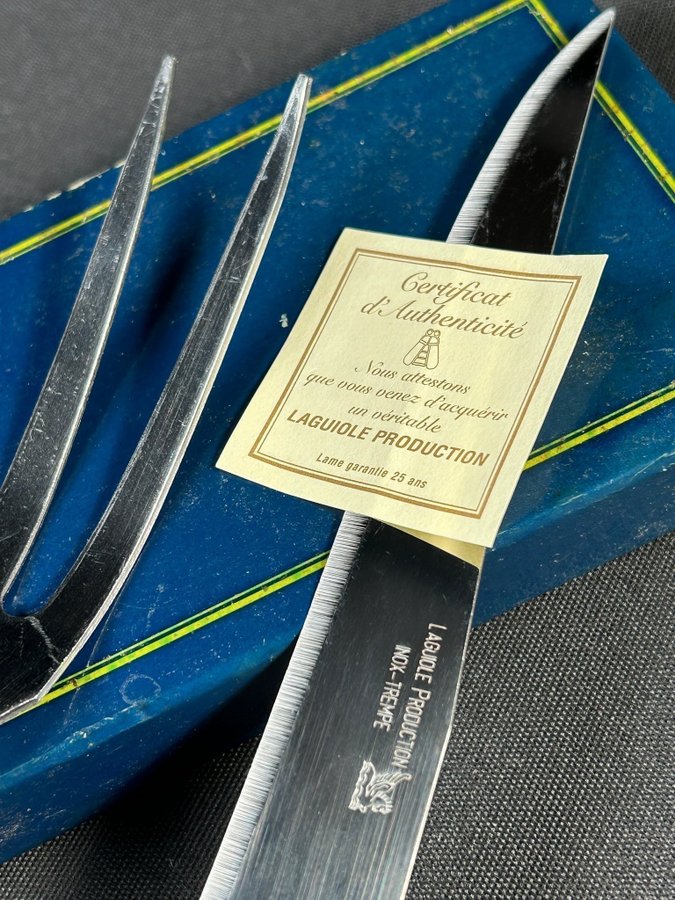 Certificat
d'Authenticité
Nous attestons
que vous venez d'acquérir
un véritable
LAGUIOLE PRODUCTION
Lame garantie 25 ans
LAGUIOLE PRODUCTION
INOX-TREMPE